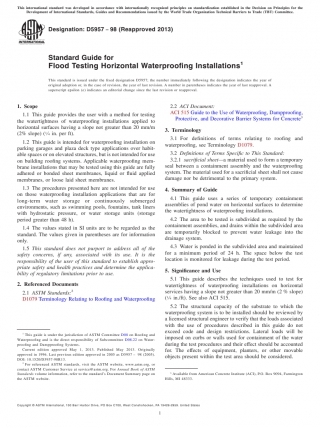 This international standard was developed in accordance with internationally recognized principles on standardization established in the Decision on Principles for the
Development of International Standards, Guides and Recommendations issued by the World Trade Organization Technical Barriers to Trade (TBT) Committee.
Designation: D5957 − 98 (Reapproved 2013)
Standard Guide for
Flood Testing Horizontal Waterproofing Installations1
This standard is issued under the fixed designation D5957; the number immediately following the designation indicates the year of
original adoption or, in the case of revision, the year of last revision. A number in parentheses indicates the year of last reapproval. A
superscript epsilon (ε) indicates an editorial change since the last revision or reapproval.
1. Scope
1.1 This guide provides the user with a method for testing
the watertightness of waterproofing installations applied to
horizontal surfaces having a slope not greater than 20 mm/m
(2% slope) (1⁄4 in. per ft).
1.2 This guide is intended for waterproofing installation on
parking garages and plaza deck type applications over habit-
able spaces or on elevated structures, but is not intended for use
on building roofing systems. Applicable waterproofing mem-
brane installations that may be tested using this guide are fully
adhered or bonded sheet membranes, liquid or fluid applied
membranes, or loose laid sheet membranes.
1.3 The procedures presented here are not intended for use
on those waterproofing installation applications that are for
long-term water storage or continuously submerged
environments, such as swimming pools, fountains, tank liners
with hydrostatic pressure, or water storage units (storage
period greater than 48 h).
1.4 The values stated in SI units are to be regarded as the
standard. The values given in parentheses are for information
only.
1.5 This standard does not purport to address all of the
safety concerns, if any, associated with its use. It is the
responsibility of the user of this standard to establish appro-
priate safety and health practices and determine the applica-
bility of regulatory limitations prior to use.
2. Referenced Documents
2.1 ASTM Standards:2
D1079 Terminology Relating to Roofing and Waterproofing
1 This guide is under the jurisdiction of ASTM Committee D08 on Roofing and
Waterproofing and is the direct responsibility of Subcommittee D08.22 on Water-
proofing and Dampproofing Systems.
Current edition approved May 1, 2013. Published May 2013. Originally
approved in 1998. Last previous edition approved in 2005 as D5957 – 98 (2005).
2 For referenced ASTM standards, visit the ASTM website, www.astm.org, or
contact ASTM Customer Service at service@astm.org. For Annual Book of ASTM
Standards volume information, refer to the standard's Document Summary page on
the ASTM website.
2.2 ACI Document:
ACI 515 Guide to the Use of Waterproofing, Dampproofing,
Protective, and Decorative Barrier Systems for Concrete3
3. Terminology
3.1 For definitions of terms relating to roofing and
waterproofing, see Terminology D1079.
3.2 Definitions of Terms Specific to This Standard:
3.2.1 sacrificial sheet—a material used to form a temporary
seal between a containment assembly and the waterproofing
system. The material used for a sacrificial sheet shall not cause
damage nor be detrimental to the primary system.
4. Summary of Guide
4.1 This guide uses a series of temporary containment
assemblies of pond water on horizontal surfaces to determine
the watertightness of waterproofing installations.
4.2 The area to be tested is subdivided as required by the
containment assemblies, and drains within the subdivided area
are temporarily blocked to prevent water leakage into the
drainage system.
4.3 Water is ponded in the subdivided area and maintained
for a minimum period of 24 h. The space below the test
location is monitored for leakage during the test period.
5. Significance and Use
5.1 This guide describes the techniques used to test for
watertightness of waterproofing installations on horizontal
services having a slope not greater than 20 mm/m (2 % slope)
(1⁄4 in./ft). See also ACI 515.
5.2 The structural capacity of the substrate to which the
waterproofing system is to be installed should be reviewed by
a licensed structural engineer to verify that the loads associated
with the use of procedures described in this guide do not
exceed code and design restrictions. Lateral loads will be
imposed on curbs or walls used for containment of the water
during the test procedures and their effect should be accounted
for. The effects of equipment, planters, or other movable
objects present within the test area should be considered.
3 Available from American Concrete Institute (ACI), P.O. Box 9094, Farmington
Hills, MI 48333.
Copyright © ASTM International, 100 Barr Harbor Drive, PO Box C700, West Conshohocken, PA 19428-2959. United States
1